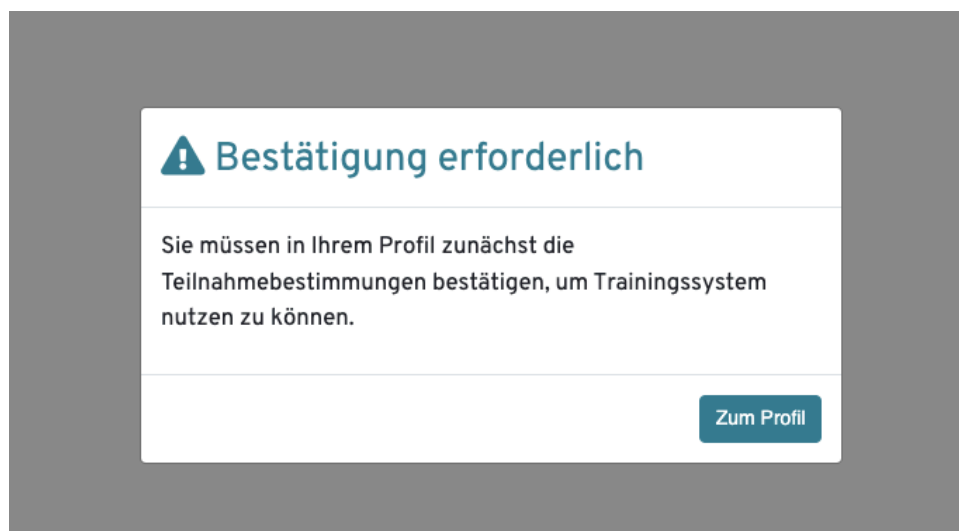 Bestätigung erforderlich
Sie müssen in Ihrem Profil zunächst die
Teilnahmebestimmungen bestätigen, um Trainingssystem
nutzen zu können.
Zum Profil